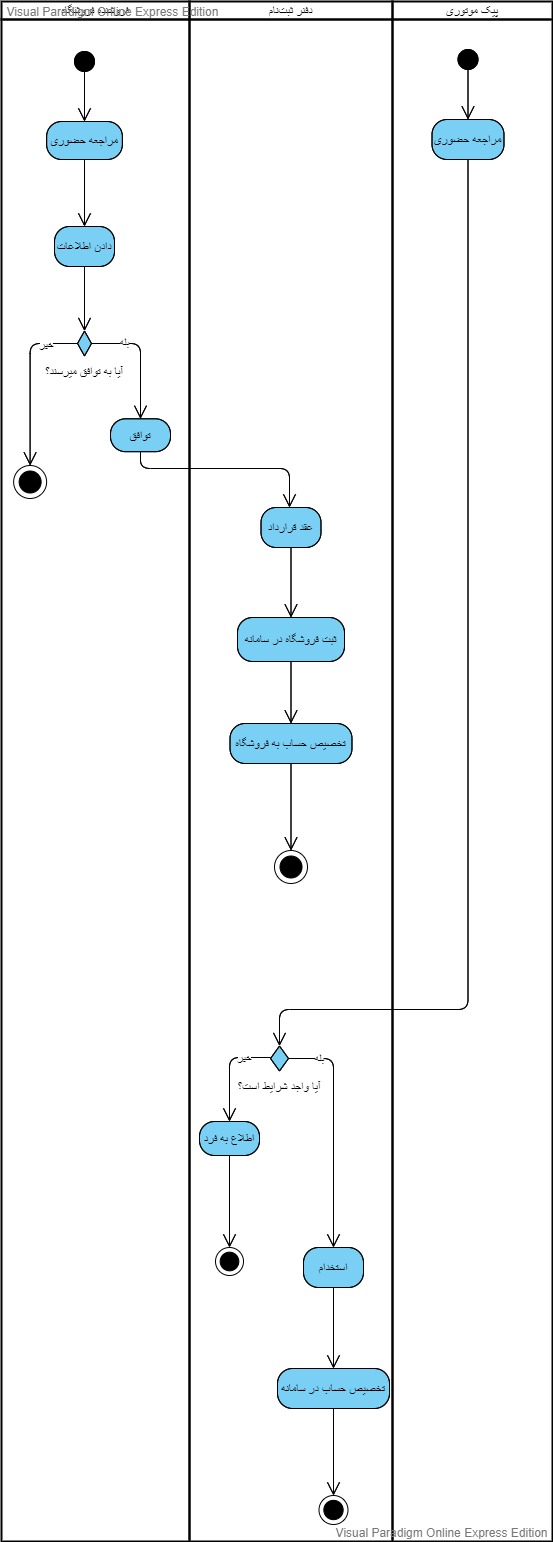 Visual Paradigm Online Express Edition
دفتر ثبت‌نام
پیک موتوری
مراجعه حضوری
مراجعه حضوری
دادن اطلاعات
خیر
بله
آیا به توافق میرسند؟
توافق
عقد قرارداد
ثبت فروشگاه در سامانه
تخصیص حساب به فروشگاه
خیر
بله
آیا واجد شرایط است؟
اطلاع به فرد
استخدام
تخصیص حساب در سامانه
Visual Paradigm Online Express Edition